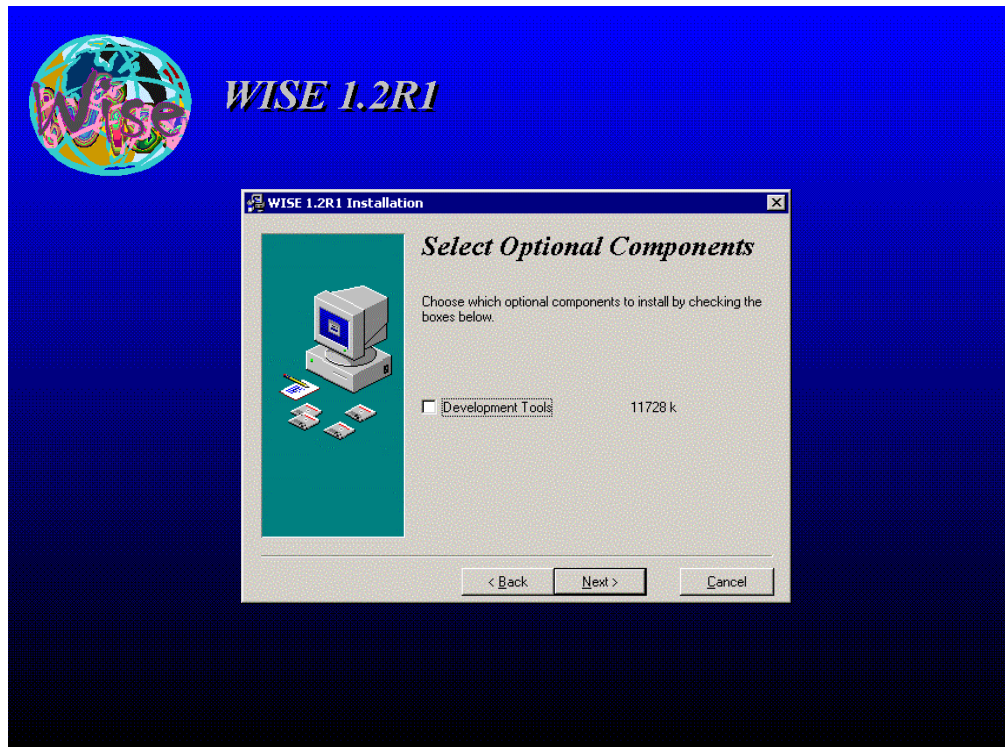 Wise
WISE 1.2R1
WISE 1.2R1 Installation
Select Optional Components
Choose which optional components to install by checking the
boxes below.
Development Tools 11728 k
< Back Next > Cancel